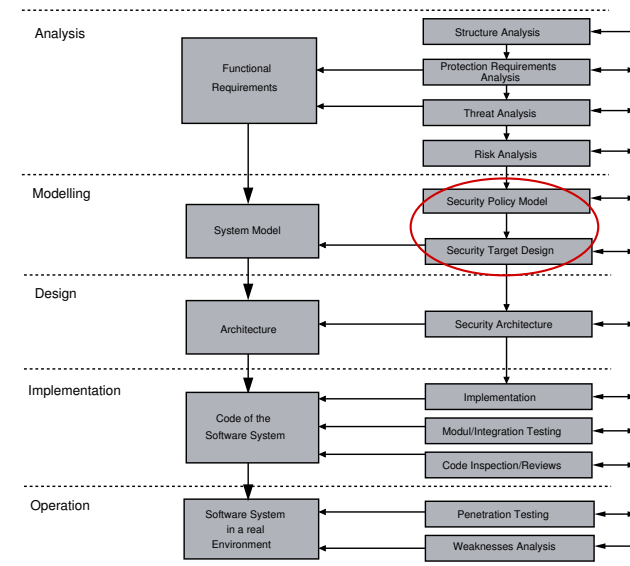 Analysis
Structure Analysis
Functional
Requirements
Protection Requirements
Analysis
Threat Analysis
Risk Analysis
Modelling
Security Policy Model
System Model
Security Target Design
Design
Architecture
Security Architecture
Implementation
Implementation
Code of the
Software System
Modul/Integration Testing
Code Inspection/Reviews
Operation
Software System
in a real
Environment
Penetration Testing
Weaknesses Analysis